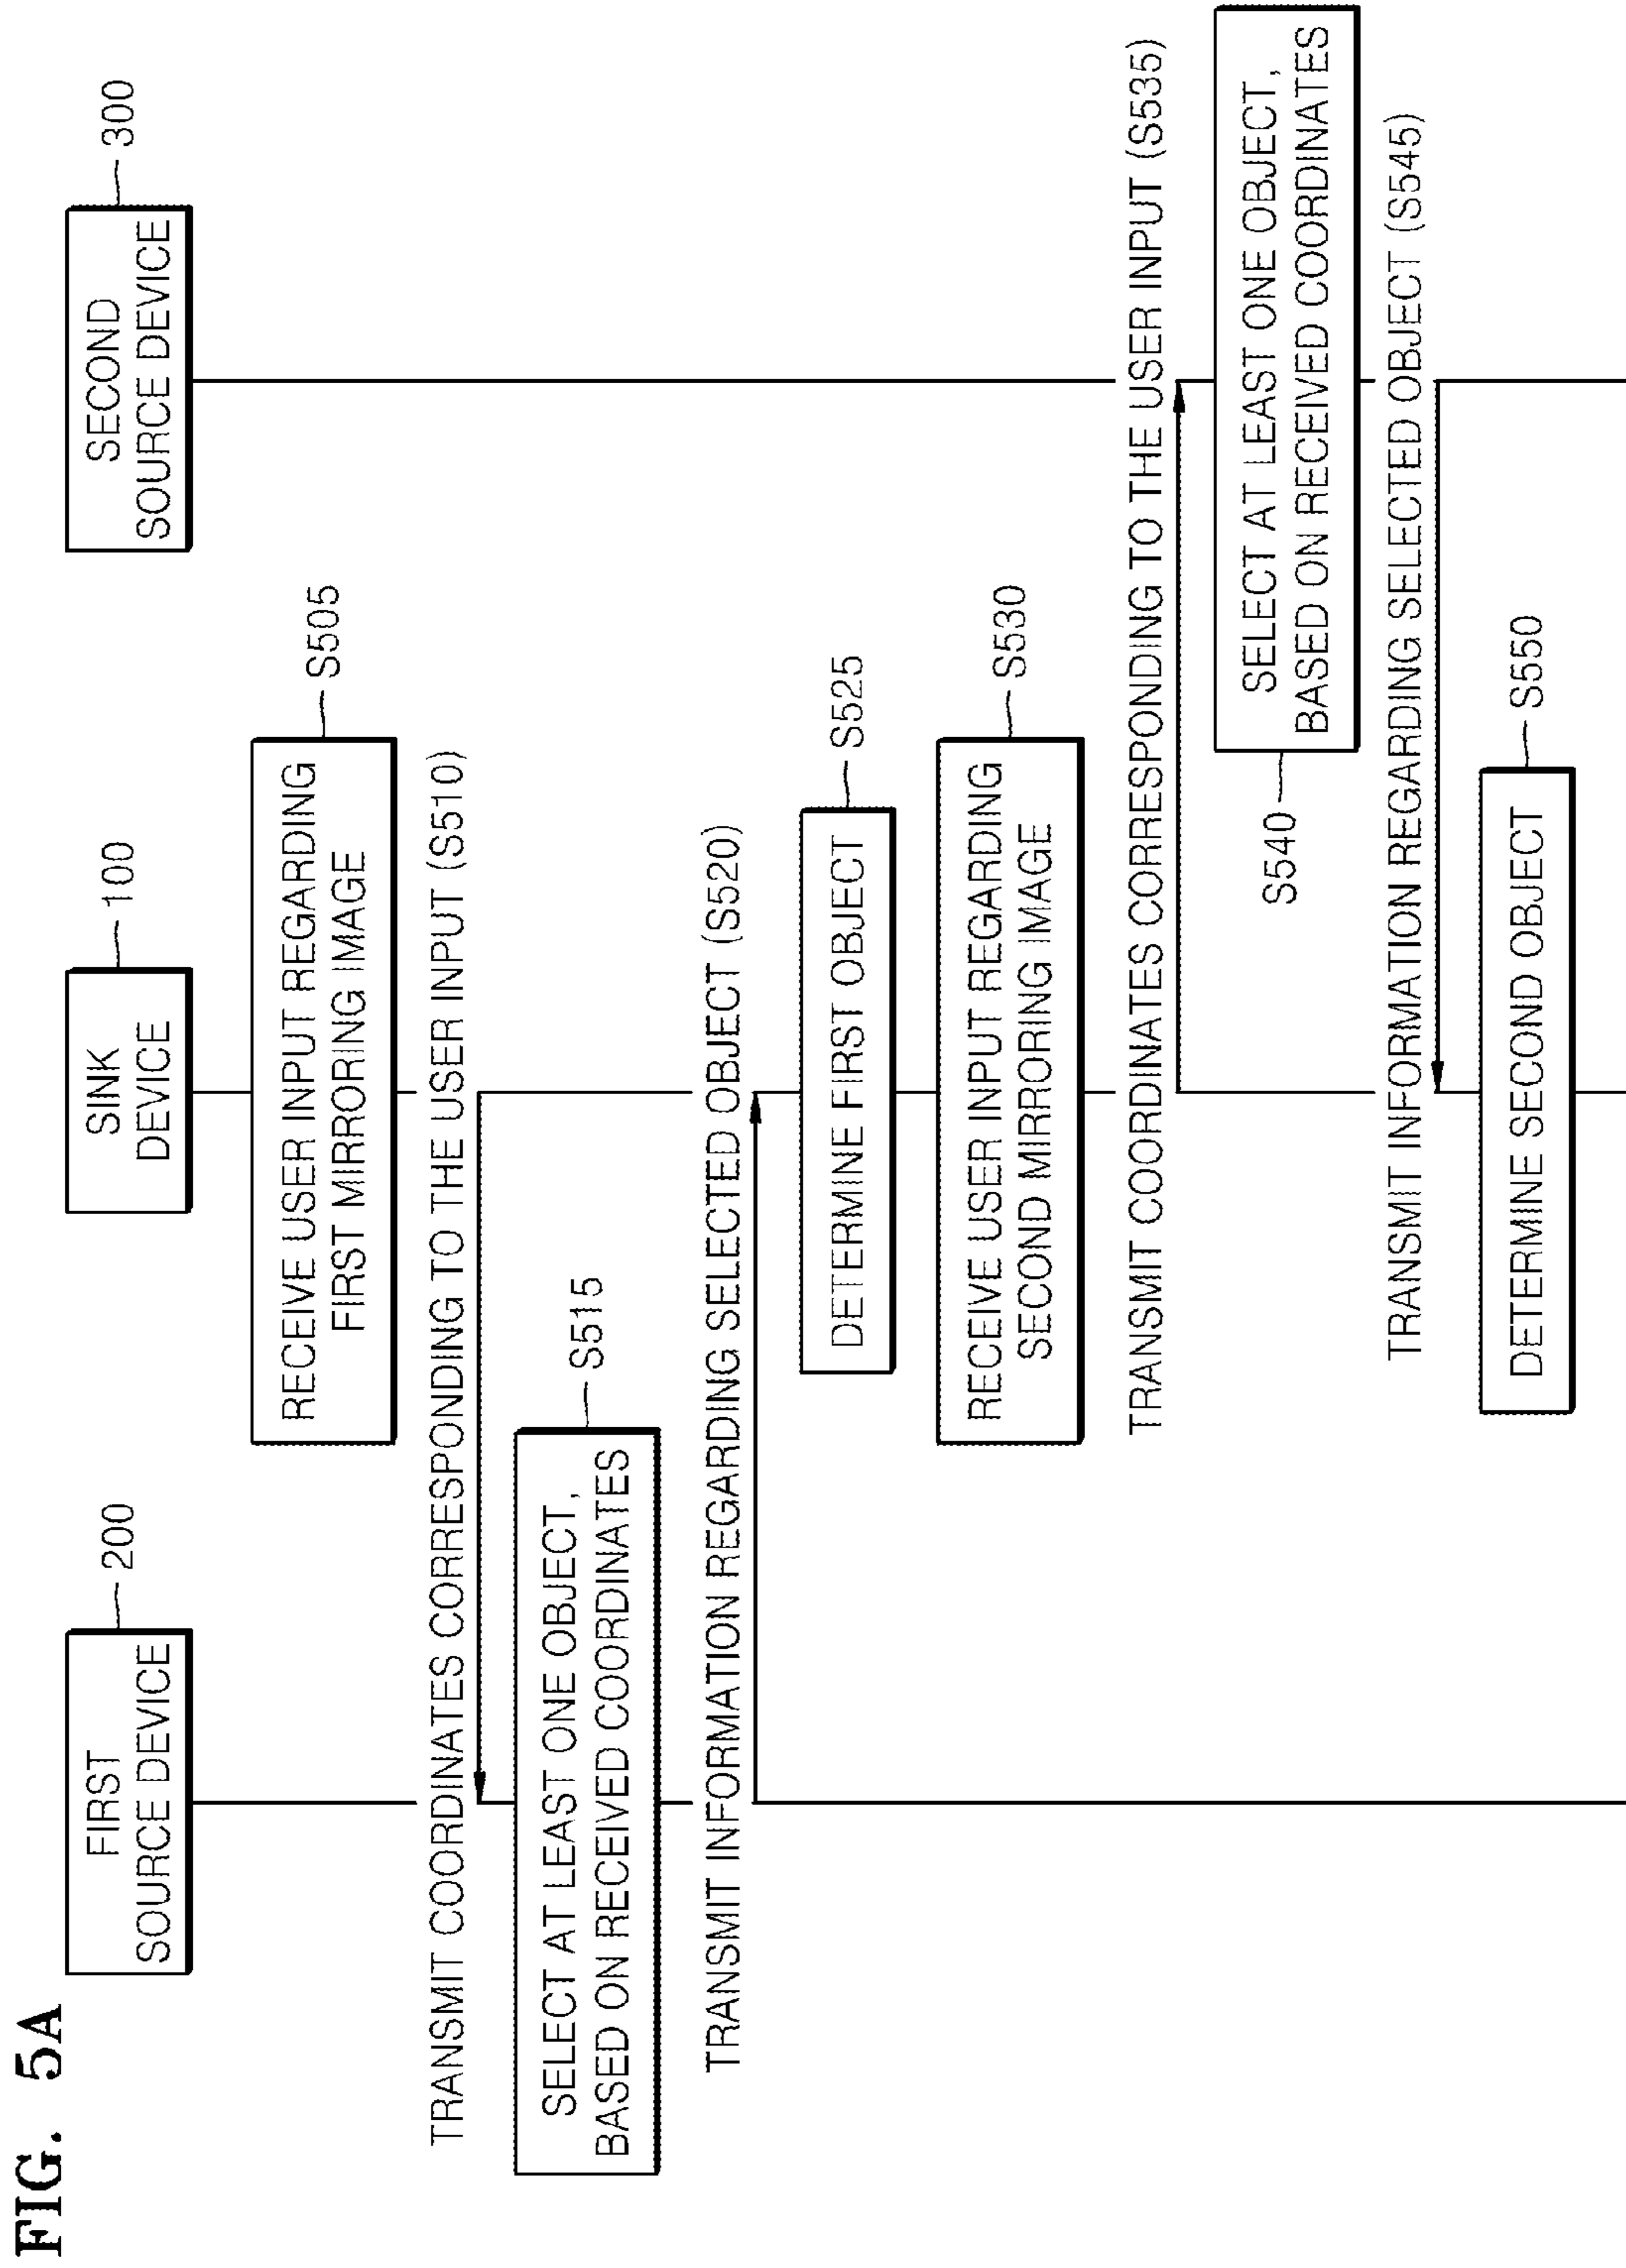 FIG. 5A
FIRST
SOURCE DEVICE
200
SINK
DEVICE
100
SECOND
SOURCE DEVICE
300
RECEIVE USER INPUT REGARDING
FIRST MIRRORING IMAGE
S505
TRANSMIT COORDINATES CORRESPONDING TO THE USER INPUT (S510)
SELECT AT LEAST ONE OBJECT,
BASED ON RECEIVED COORDINATES
S515
TRANSMIT INFORMATION REGARDING SELECTED OBJECT (S520)
DETERMINE FIRST OBJECT
S525
RECEIVE USER INPUT REGARDING
SECOND MIRRORING IMAGE
S530
TRANSMIT COORDINATES CORRESPONDING TO THE USER INPUT (S535)
S540
SELECT AT LEAST ONE OBJECT,
BASED ON RECEIVED COORDINATES
TRANSMIT INFORMATION REGARDING SELECTED OBJECT (S545)
DETERMINE SECOND OBJECT
S550